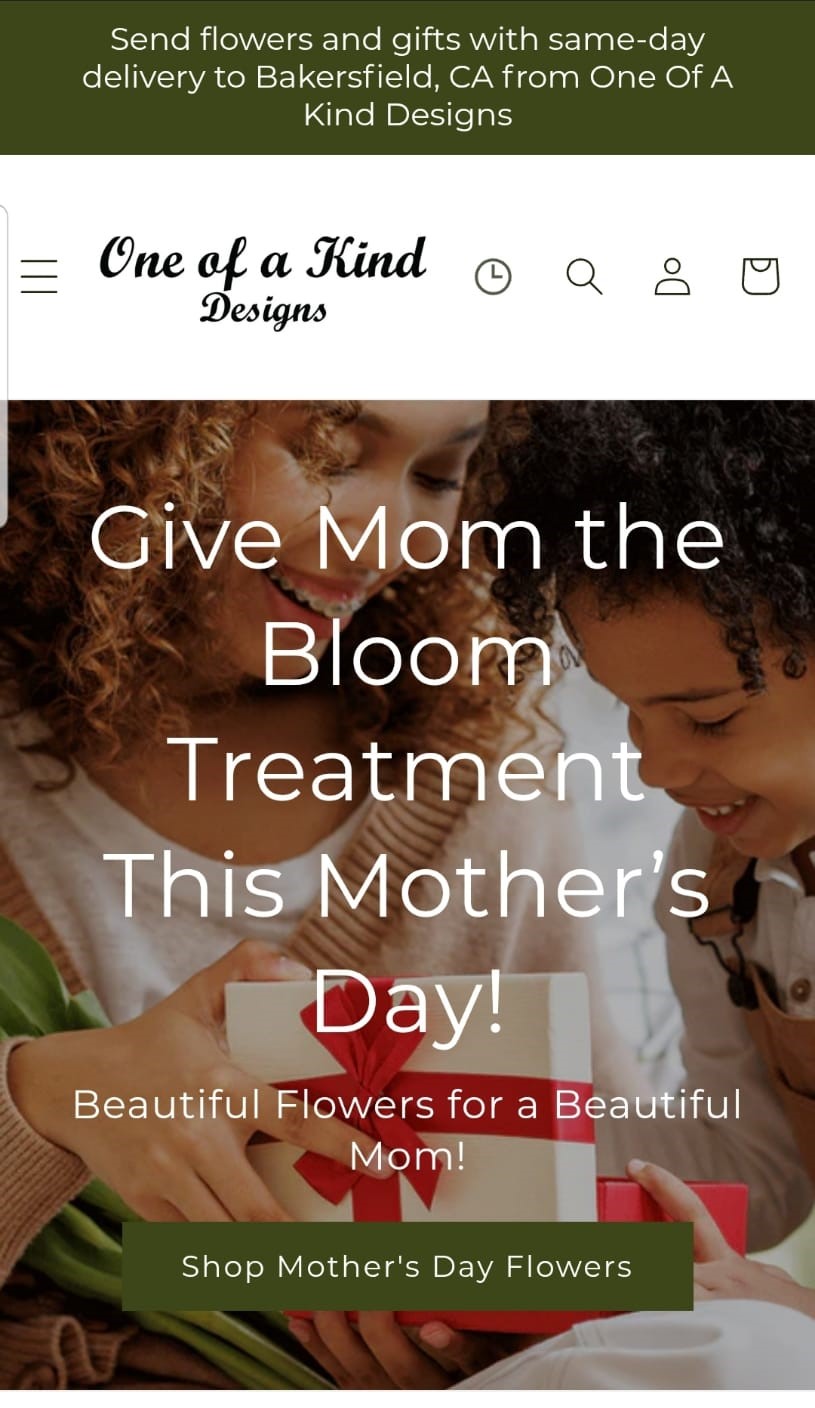 Send flowers and gifts with same-day
delivery to Bakersfield, CA from One Of A
Kind Designs
One of a Kind
Designs
Give Mom the
Bloom
Treatment
This Mother’s
Day!
Beautiful Flowers for a Beautiful
Mom!
Shop Mother's Day Flowers